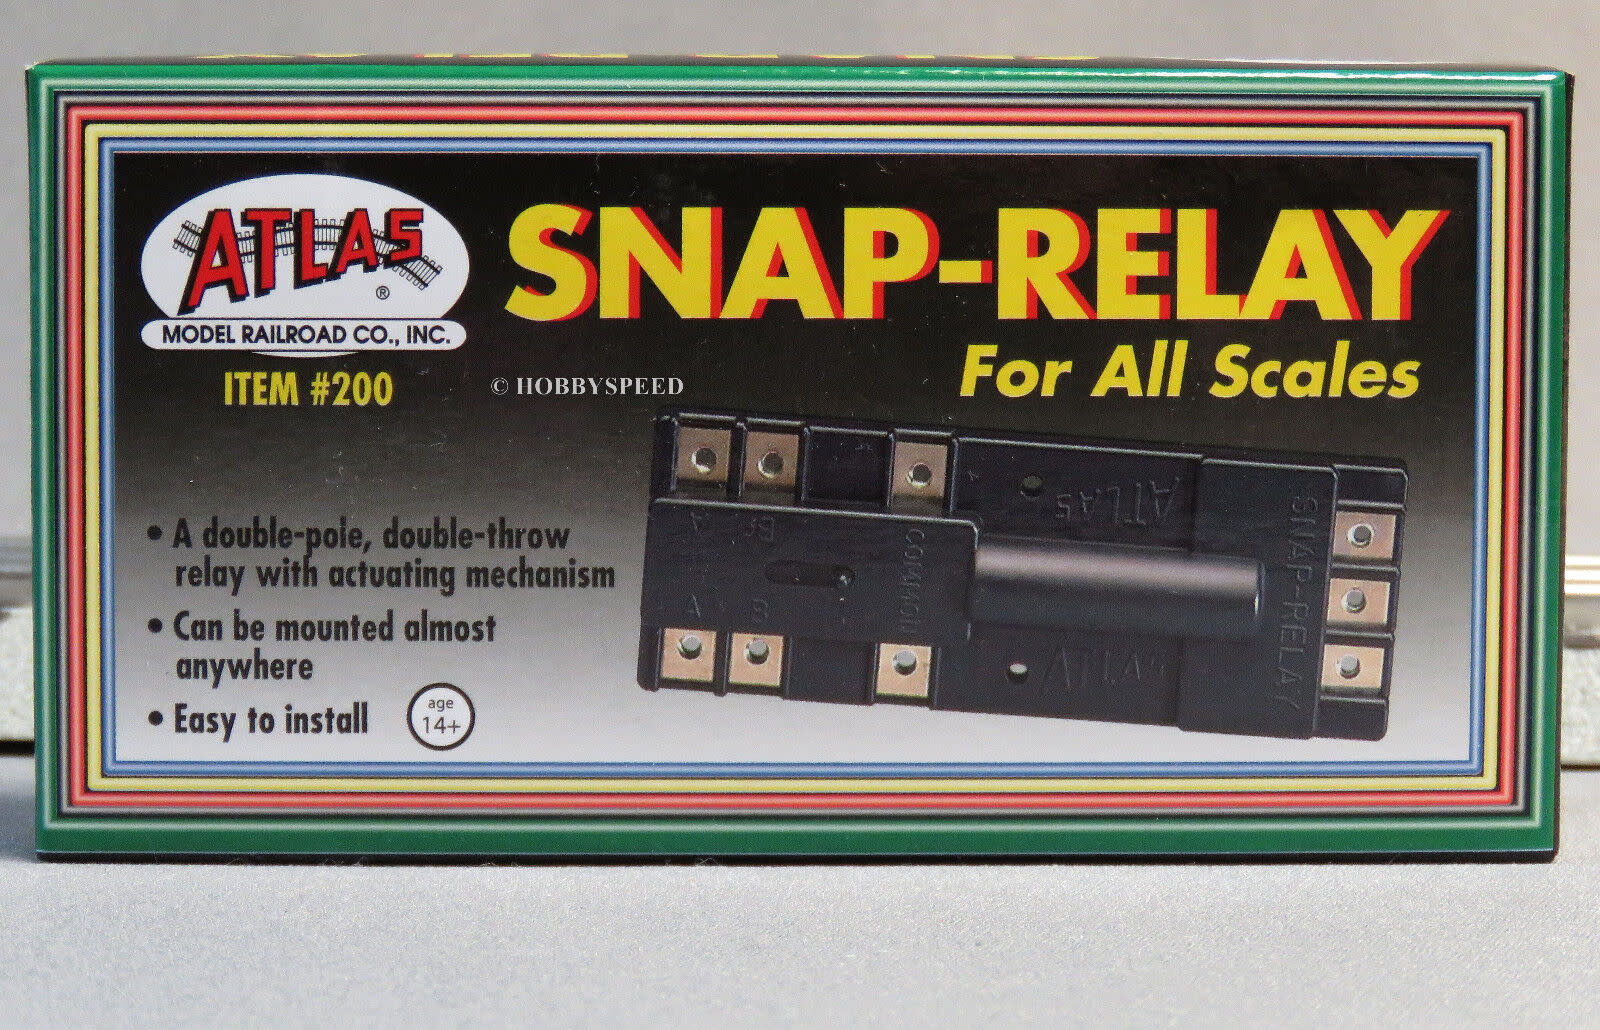 ATLAS
®
MODEL RAILROAD CO., INC.
ITEM #200
SNAP-RELAY
For All Scales
© HOBBYSPEED
• A double-pole, double-throw
relay with actuating mechanism
• Can be mounted almost
anywhere
• Easy to install
age
14+
ATLAS
SNAP-RELAY
A
B
COMMON
A
B
ATLAS